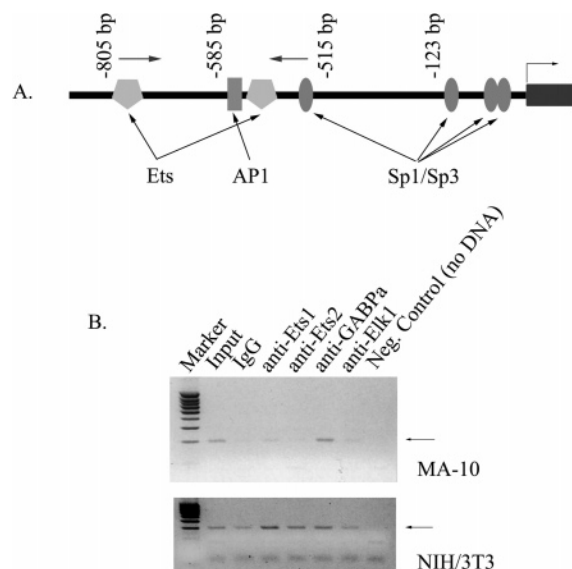 -805 bp
-585 bp
-515 bp
-123 bp
A.
Ets
AP1
Sp1/Sp3
B.
Marker
Input
IgG
anti-Ets1
anti-Ets2
anti-GABPa
anti-Elk1
Neg. Control (no DNA)
MA-10
NIH/3T3